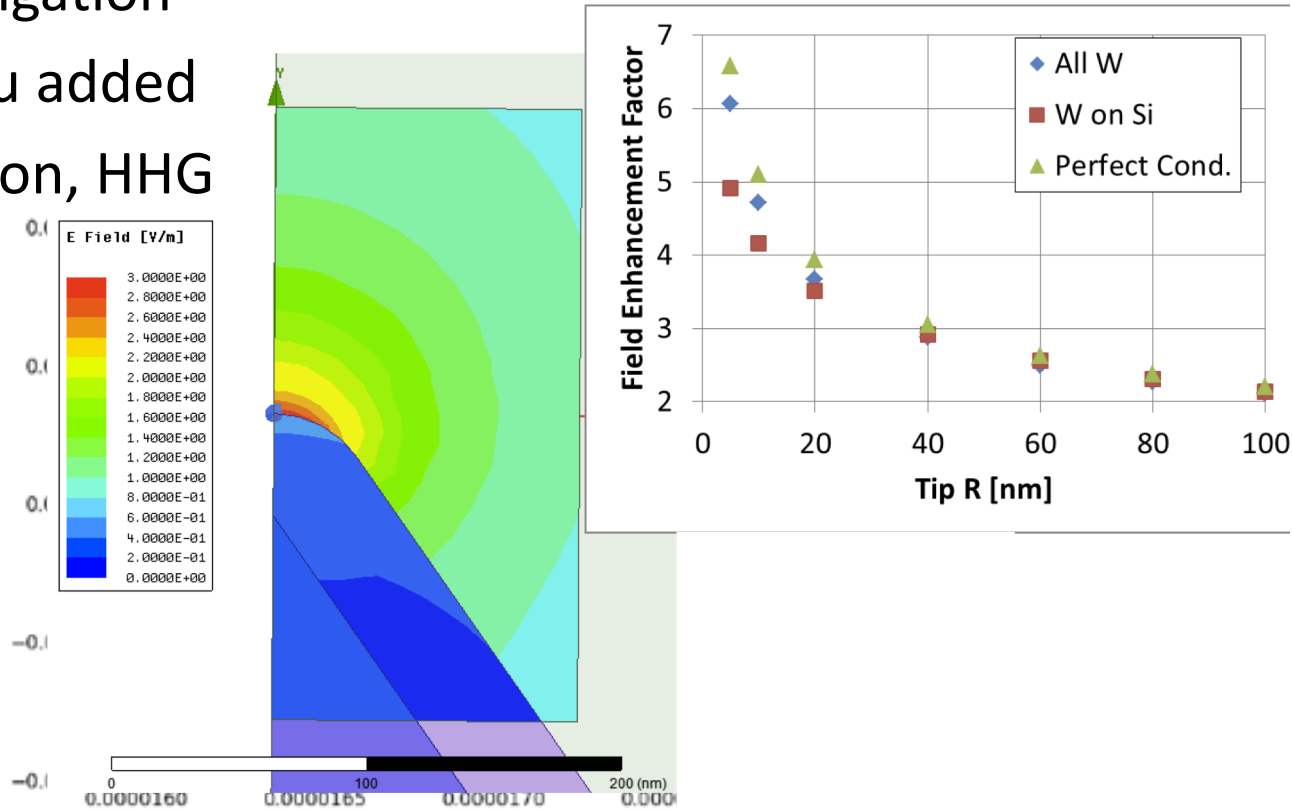 on, HHG
added
Field Enhancement Factor
7
6
5
4
3
2
0
20
40
60
80
100
Tip R [nm]
All W
W on Si
Perfect Cond.
Y
E Field [V/m]
3.0000E+00
2.8000E+00
2.6000E+00
2.4000E+00
2.2000E+00
2.0000E+00
1.8000E+00
1.6000E+00
1.4000E+00
1.2000E+00
1.0000E+00
8.0000E-01
6.0000E-01
4.0000E-01
2.0000E-01
0.0000E+00
0
100
200 (nm)
0.0000160
0.0000165
0.0000170